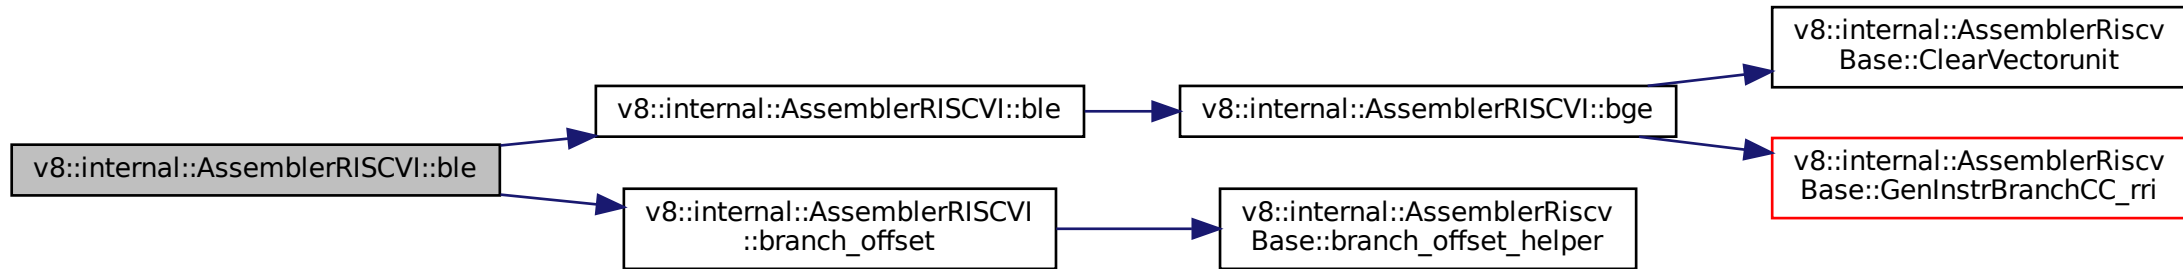 v8::internal::AssemblerRISCVI::ble
v8::internal::AssemblerRISCVI::ble
v8::internal::AssemblerRISCVI::bge
v8::internal::AssemblerRiscv
Base::ClearVectorunit
v8::internal::AssemblerRiscv
Base::GenInstrBranchCC_rri
v8::internal::AssemblerRISCVI
::branch_offset
v8::internal::AssemblerRiscv
Base::branch_offset_helper